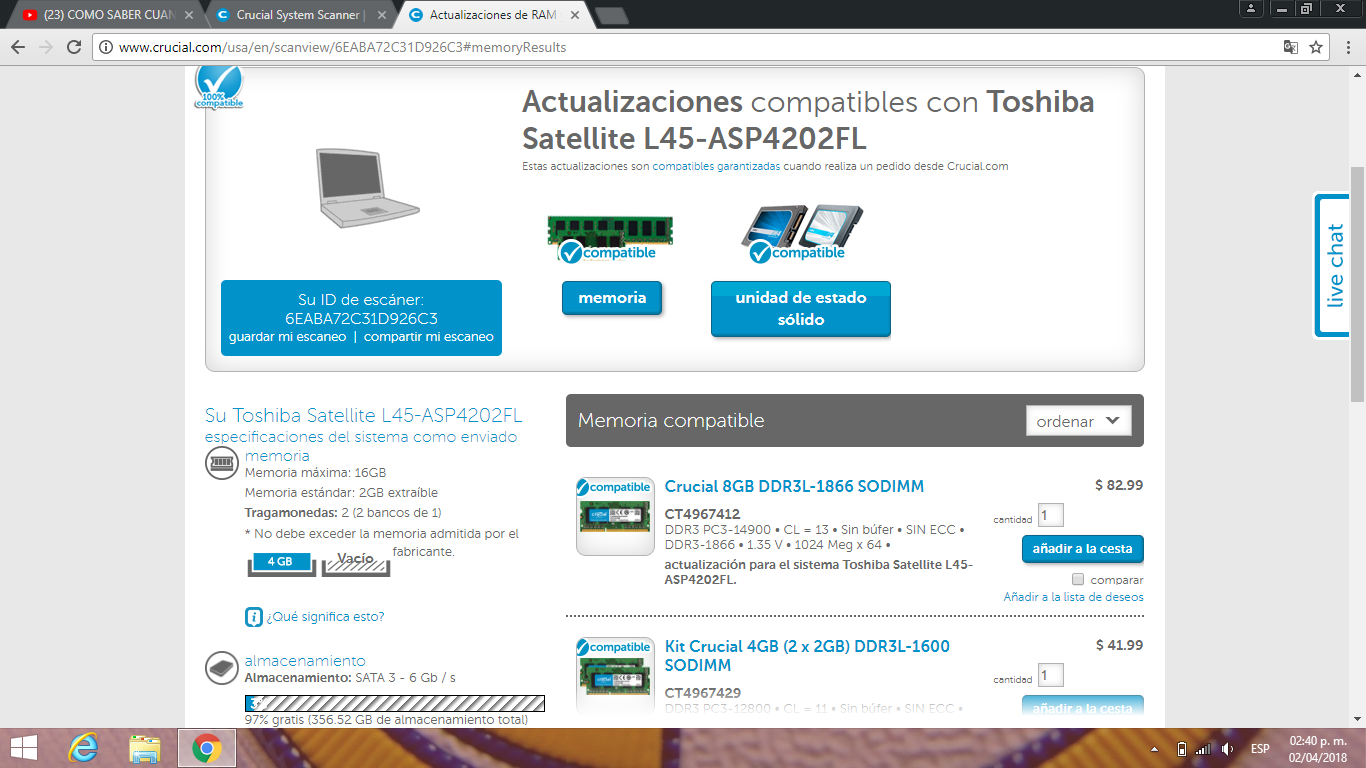 (23) COMO SABER CUAN
Crucial System Scanner |
Actualizaciones de RAM
www.crucial.com/usa/en/scanview/6EABA72C31D926C3#memoryResults
100%
compatible
Actualizaciones compatibles con Toshiba
Satellite L45-ASP4202FL
Estas actualizaciones son compatibles garantizadas cuando realiza un pedido desde Crucial.com
compatible
compatible
memoria
unidad de estado
sólido
Su ID de escáner:
6EABA72C31D926C3
guardar mi escaneo | compartir mi escaneo
live chat
Su Toshiba Satellite L45-ASP4202FL
especificaciones del sistema como enviado
memoria
Memoria máxima: 16GB
Memoria estándar: 2GB extraíble
Tragamonedas: 2 (2 bancos de 1)
* No debe exceder la memoria admitida por el
fabricante.
4 GB
Vacío
i ¿Qué significa esto?
almacenamiento
Almacenamiento: SATA 3 - 6 Gb / s
97% gratis (356.52 GB de almacenamiento total)
Memoria compatible
ordenar
compatible
Crucial 8GB DDR3L-1866 SODIMM
$ 82.99
CT4967412
DDR3 PC3-14900 • CL = 13 • Sin búfer • SIN ECC •
DDR3-1866 • 1.35 V • 1024 Meg x 64 •
actualización para el sistema Toshiba Satellite L45-
ASP4202FL.
cantidad 1
añadir a la cesta
comparar
Añadir a la lista de deseos
compatible
Kit Crucial 4GB (2 x 2GB) DDR3L-1600
SODIMM
$ 41.99
CT4967429
DDR3 PC3-12800 • CL = 11 • Sin búfer • SIN ECC •
cantidad 1
añadir a la cesta
ESP
02:40 p. m.
02/04/2018